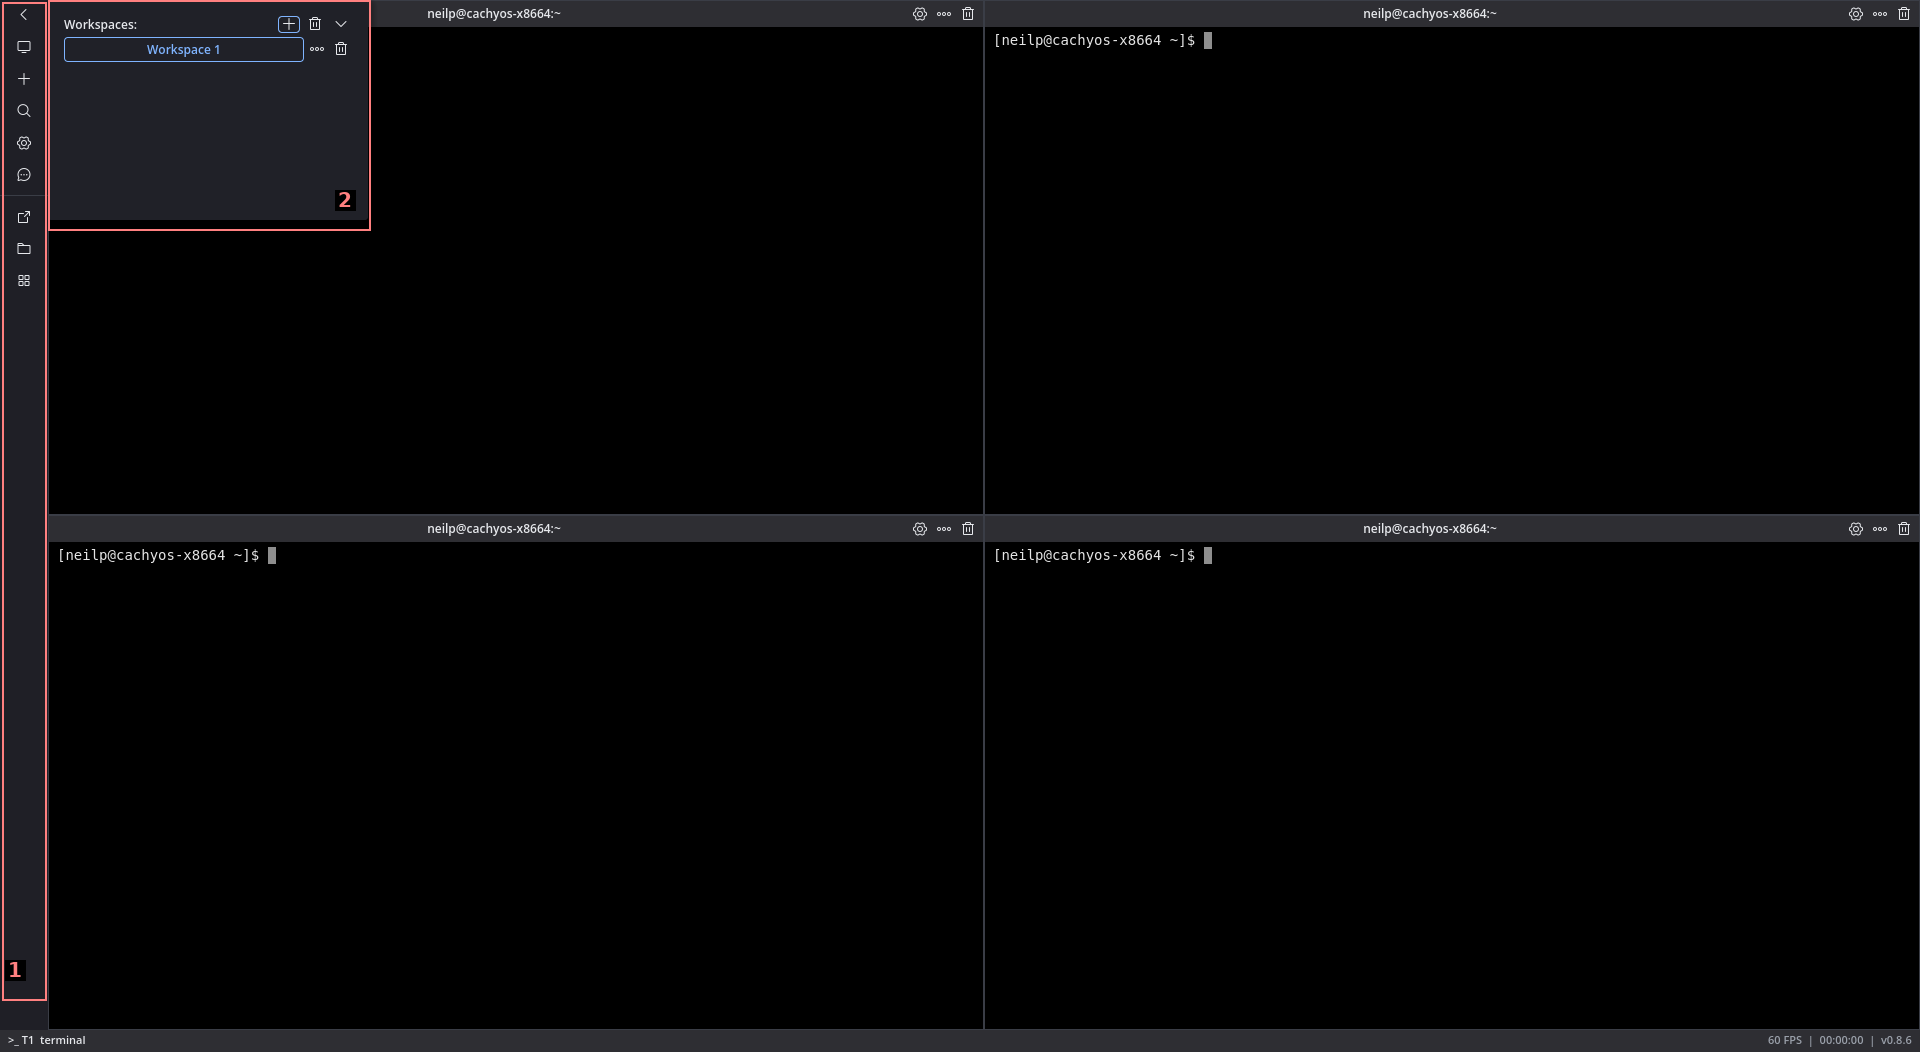 Workspaces:
Workspace 1
2
neilp@cachyos-x8664:~
neilp@cachyos-x8664:~
[neilp@cachyos-x8664 ~]$
neilp@cachyos-x8664:~
[neilp@cachyos-x8664 ~]$
neilp@cachyos-x8664:~
[neilp@cachyos-x8664 ~]$
1
>_ T1 terminal
60 FPS | 00:00:00 | v0.8.6